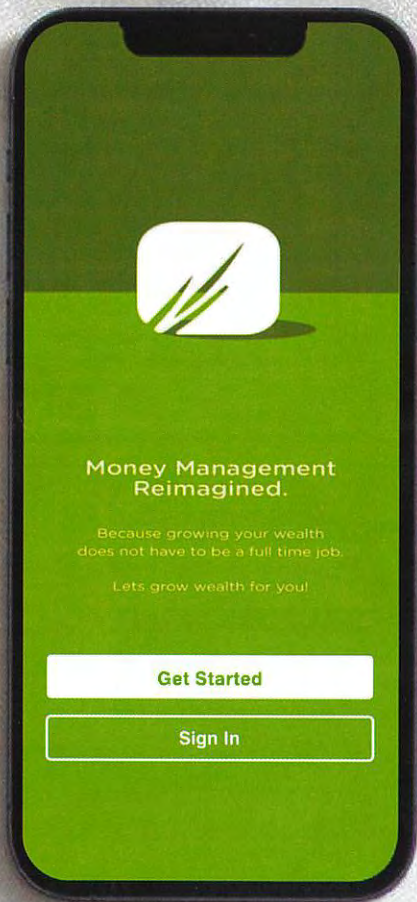 Money Management
Reimagined.
Because growing your wealth
does not have to be a full time job.
Lets grow wealth for you!
Get Started
Sign In